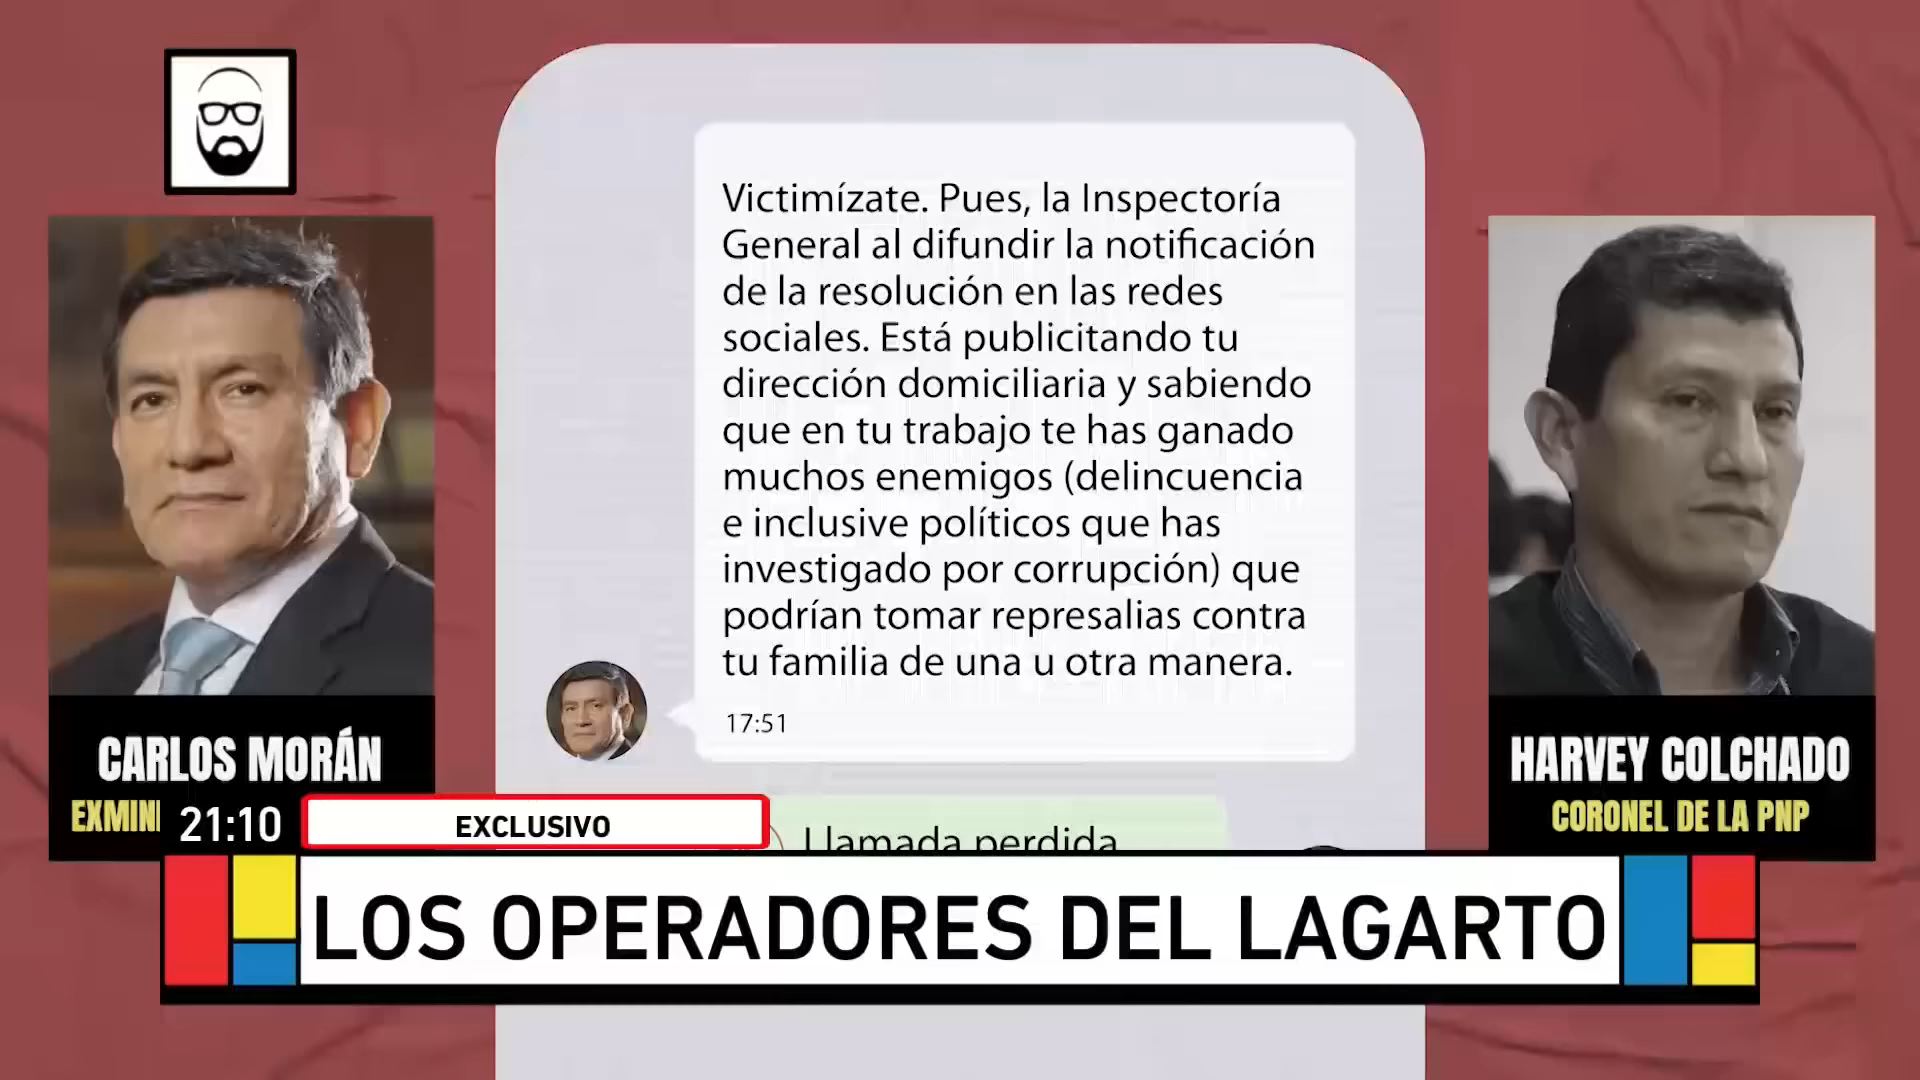 Victimízate. Pues, la Inspectoría
General al difundir la notificación
de la resolución en las redes
sociales. Está publicitando tu
dirección domiciliaria y sabiendo
que en tu trabajo te has ganado
muchos enemigos (delincuencia
e inclusive políticos que has
investigado por corrupción) que
podrían tomar represalias contra
tu familia de una u otra manera.
17:51
CARLOS MORÁN
EXMINI
HARVEY COLCHADO
CORONEL DE LA PNP
Llamada perdida
21:10
EXCLUSIVO
LOS OPERADORES DEL LAGARTO